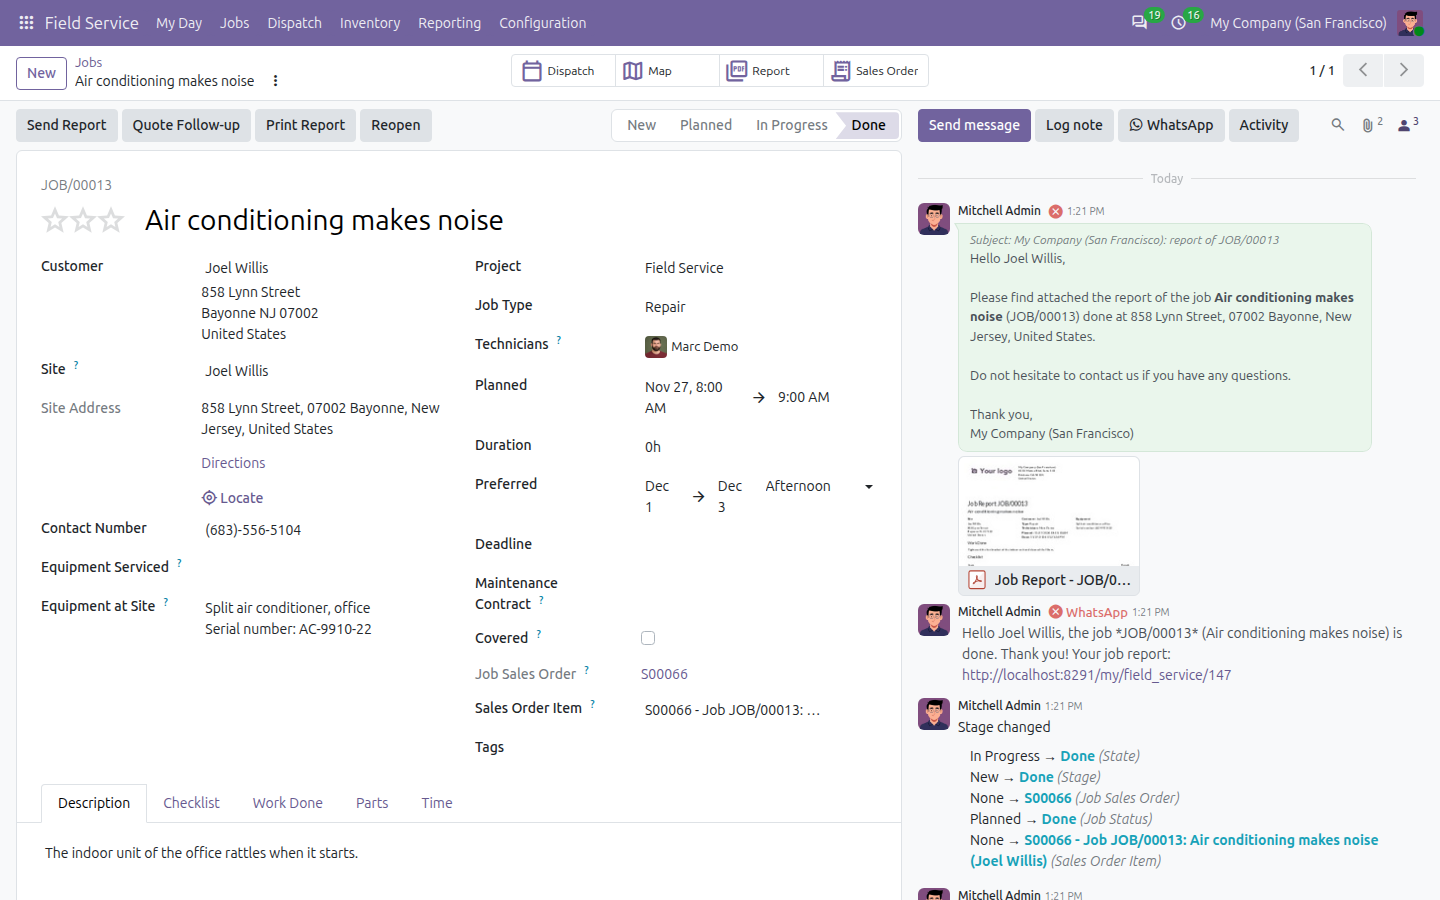 Field Service
My Day
Jobs
Dispatch
Inventory
Reporting
Configuration
19
16
My Company (San Francisco)
New
Jobs
Air conditioning makes noise
Dispatch
Map
Report
Sales Order
1 / 1
Send Report
Quote Follow-up
Print Report
Reopen
New
Planned
In Progress
Done
Send message
Log note
WhatsApp
Activity
2
3
JOB/00013
Air conditioning makes noise
Customer
Joel Willis
858 Lynn Street
Bayonne NJ 07002
United States
Site ?
Joel Willis
Site Address
858 Lynn Street, 07002 Bayonne, New
Jersey, United States
Directions
Locate
Contact Number
(683)-556-5104
Equipment Serviced ?
Equipment at Site ?
Split air conditioner, office
Serial number: AC-9910-22
Project
Field Service
Job Type
Repair
Technicians ?
Marc Demo
Planned
Nov 27, 8:00
AM
→ 9:00 AM
Duration
0h
Preferred
Dec
1
→
Dec
3
Afternoon
Deadline
Maintenance
Contract ?
Covered ?
Job Sales Order ?
S00066
Sales Order Item ?
S00066 - Job JOB/00013: ...
Tags
Description
Checklist
Work Done
Parts
Time
The indoor unit of the office rattles when it starts.
Today
Mitchell Admin 1:21 PM
Subject: My Company (San Francisco): report of JOB/00013
Hello Joel Willis,
Please find attached the report of the job Air conditioning makes
noise (JOB/00013) done at 858 Lynn Street, 07002 Bayonne, New
Jersey, United States.
Do not hesitate to contact us if you have any questions.
Thank you,
My Company (San Francisco)
Your logo
Job Report JOB/00013
Air conditioning makes noise
Work Done
Checklist
Job Report - JOB/0...
Mitchell Admin WhatsApp 1:21 PM
Hello Joel Willis, the job *JOB/00013* (Air conditioning makes noise) is
done. Thank you! Your job report:
http://localhost:8291/my/field_service/147
Mitchell Admin 1:21 PM
Stage changed
In Progress → Done (State)
New → Done (Stage)
None → S00066 (Job Sales Order)
Planned → Done (Job Status)
None → S00066 - Job JOB/00013: Air conditioning makes noise
(Joel Willis) (Sales Order Item)
Mitchell Admin 1:21 PM